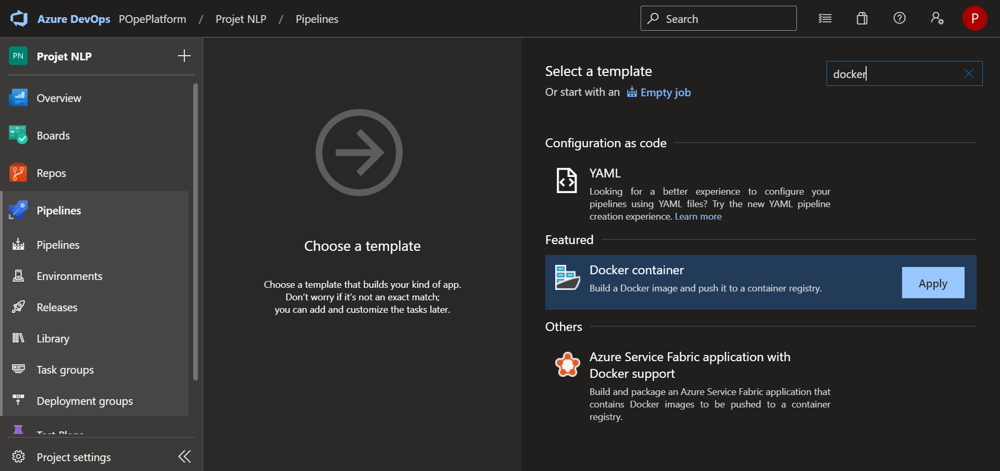 Azure DevOps POpePlatform / Projet NLP / Pipelines
Search
P
PN Projet NLP
Overview
Boards
Repos
Pipelines
Pipelines
Environments
Releases
Library
Task groups
Deployment groups
Test Plans
Project settings
Choose a template
Choose a template that builds your kind of app.
Don't worry if it's not an exact match;
you can add and customize the tasks later.
Select a template
docker
Or start with an Empty job
Configuration as code
YAML
Looking for a better experience to configure your
pipelines using YAML files? Try the new YAML pipeline
creation experience. Learn more
Featured
Docker container
Build a Docker image and push it to a container registry.
Apply
Others
Azure Service Fabric application with
Docker support
Build and package an Azure Service Fabric application that
contains Docker images to be pushed to a container
registry.